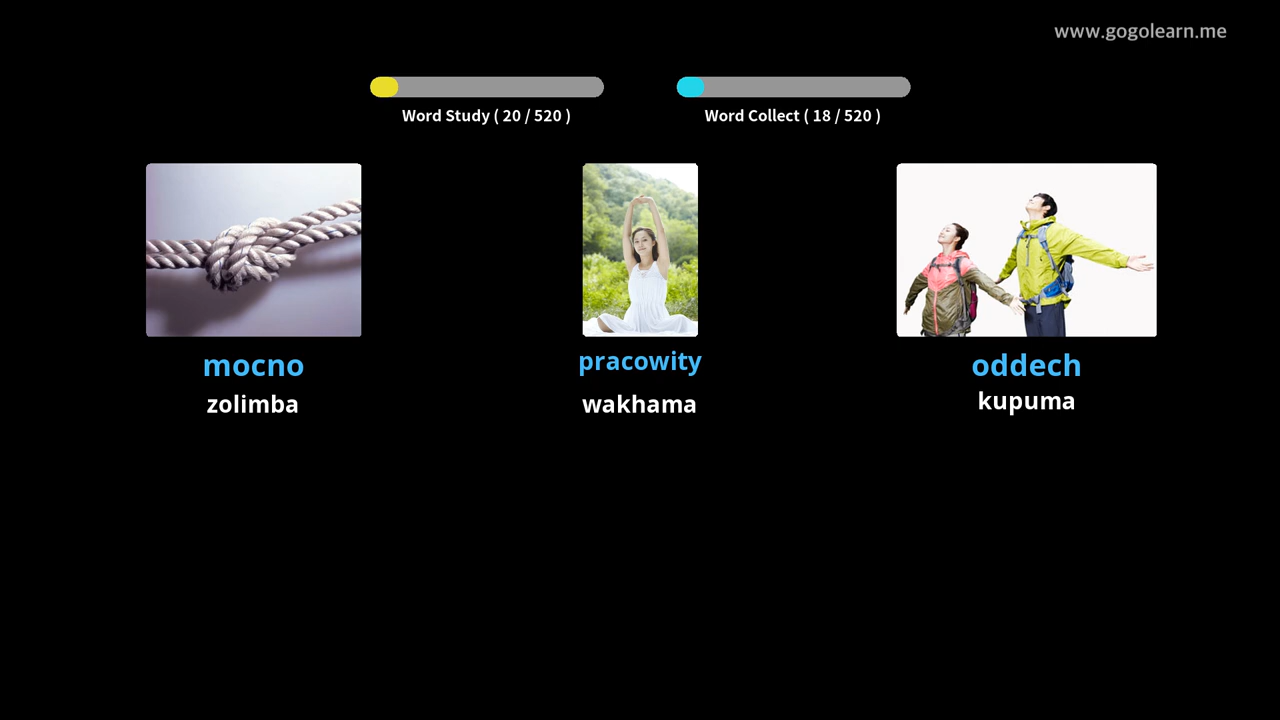 www.gogolearn.me
Word Study ( 20 / 520 )
Word Collect ( 18 / 520 )
mocno
zolimba
pracowity
wakhama
oddech
kupuma